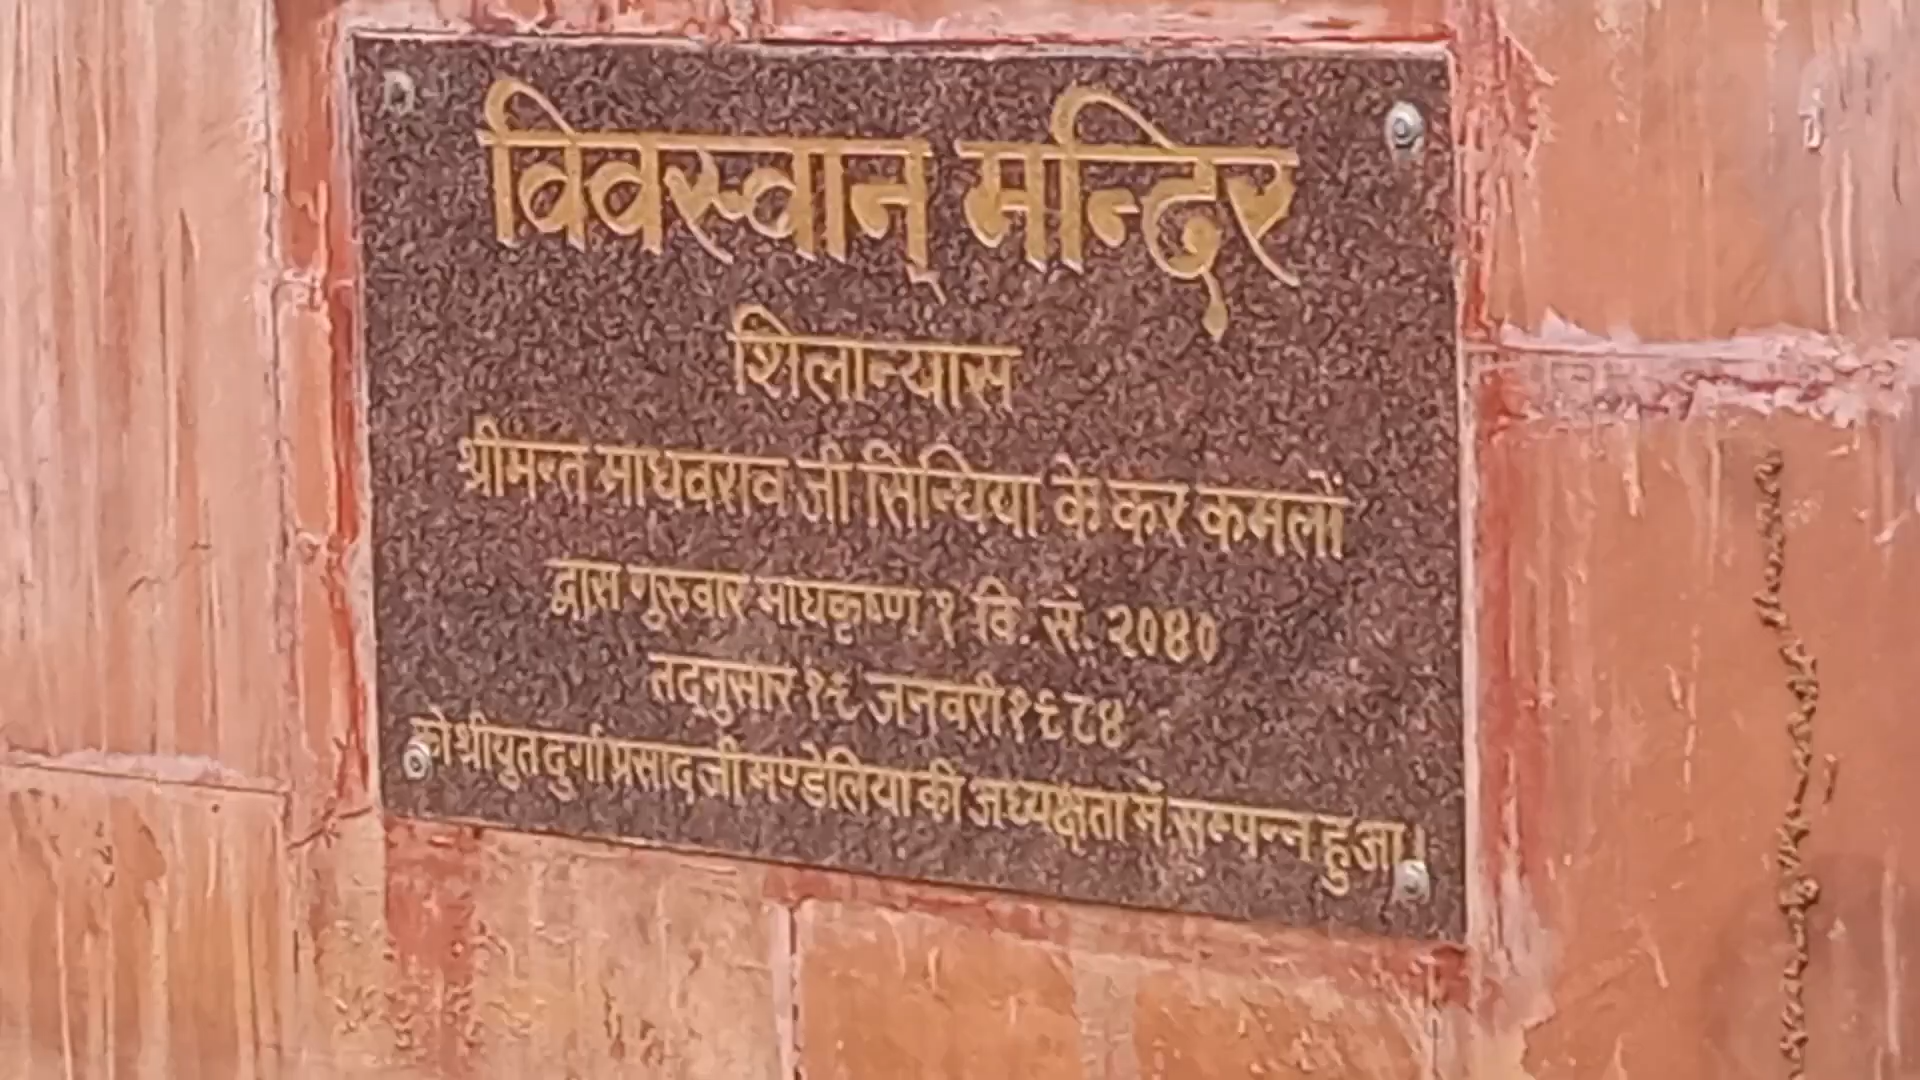 विवस्वान् मन्दिर
शिलान्यास
श्रीमन्त माधवराव जी सिन्धिया के कर कमलों
द्वारा गुरुवार माघकृष्ण १ वि. सं. २०४०
तद्नुसार १९ जनवरी १९८४
को श्रीयुत दुर्गाप्रसाद जी मण्डेलिया की अध्यक्षता में सम्पन्न हुआ।